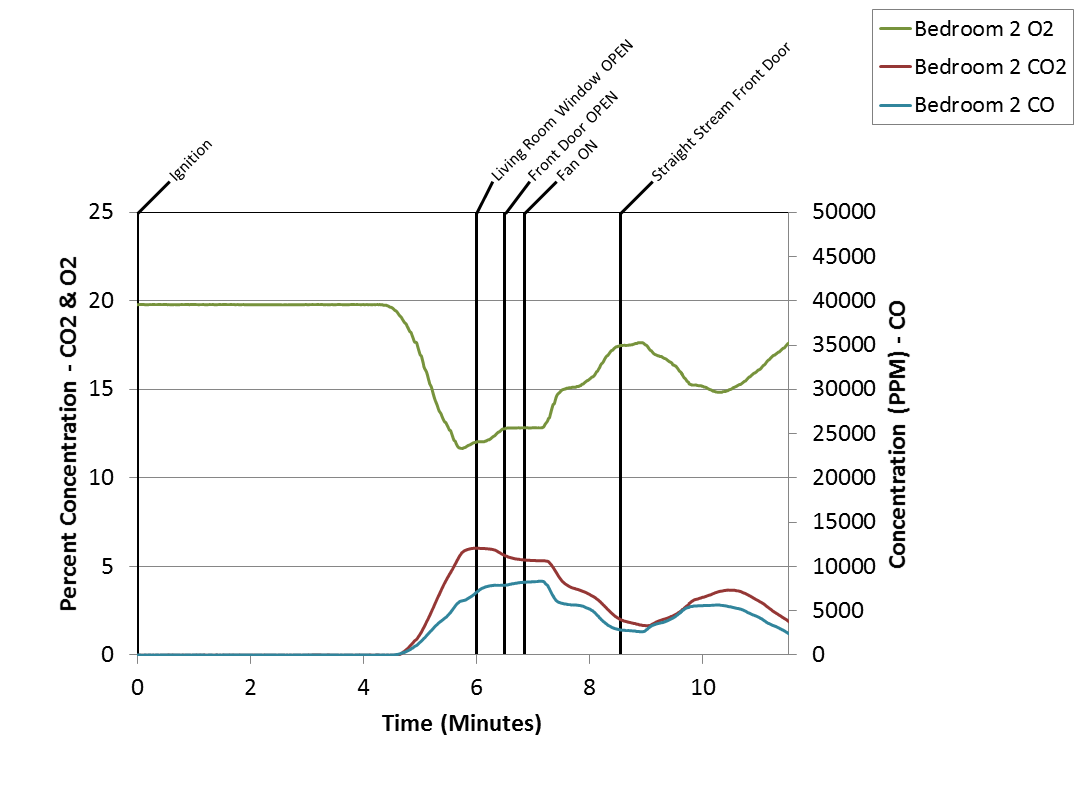 Bedroom 2 O2
Bedroom 2 CO2
Bedroom 2 CO
Ignition
Living Room Window OPEN
Front Door OPEN
Fan ON
Straight Stream Front Door
Percent Concentration - CO2 & O2
25
20
15
10
5
0
50000
45000
40000
35000
30000
25000
20000
15000
10000
5000
0
Concentration (PPM) - CO
0 2 4 6 8 10
Time (Minutes)